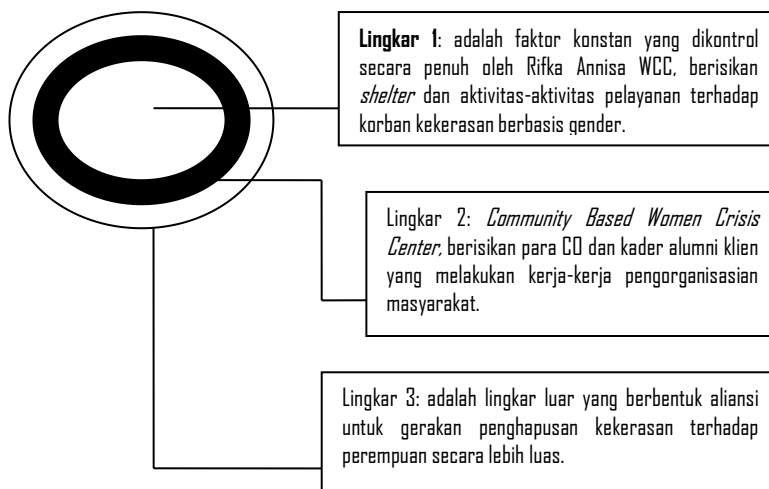 Lingkar 1: adalah faktor konstan yang dikontrol
secara penuh oleh Rifka Annisa WCC, berisikan
shelter dan aktivitas-aktivitas pelayanan terhadap
korban kekerasan berbasis gender.
Lingkar 2: Community Based Women Crisis
Center, berisikan para CO dan kader alumni klien
yang melakukan kerja-kerja pengorganisasian
masyarakat.
Lingkar 3: adalah lingkar luar yang berbentuk aliansi
untuk gerakan penghapusan kekerasan terhadap
perempuan secara lebih luas.